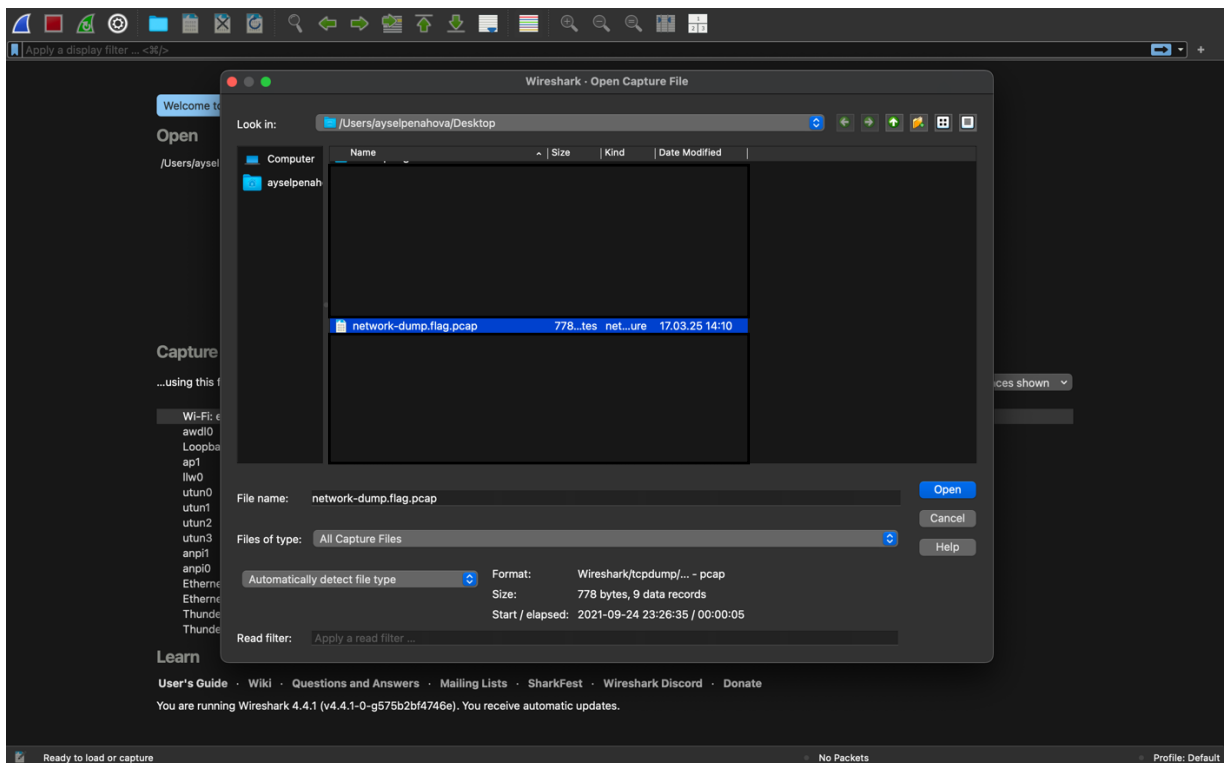 Apply a display filter ... <⌘/>
+
Wireshark · Open Capture File
Welcome to
Look in:
/Users/ayselpenahova/Desktop
Open
Name
Size
Kind
Date Modified
/Users/aysel
Computer
ayselpenah
network-dump.flag.pcap
778...tes
net...ure
17.03.25 14:10
Capture
...using this f
ces shown
Wi-Fi: e
awdl0
Loopba
ap1
llw0
utun0
utun1
utun2
utun3
anpi1
anpi0
Etherne
Etherne
Thunde
Thunde
File name:
network-dump.flag.pcap
Open
Cancel
Files of type:
All Capture Files
Help
Automatically detect file type
Format:
Wireshark/tcpdump/... - pcap
Size:
778 bytes, 9 data records
Start / elapsed:
2021-09-24 23:26:35 / 00:00:05
Read filter:
Apply a read filter ...
Learn
User's Guide · Wiki · Questions and Answers · Mailing Lists · SharkFest · Wireshark Discord · Donate
You are running Wireshark 4.4.1 (v4.4.1-0-g575b2bf4746e). You receive automatic updates.
Ready to load or capture
No Packets
Profile: Default